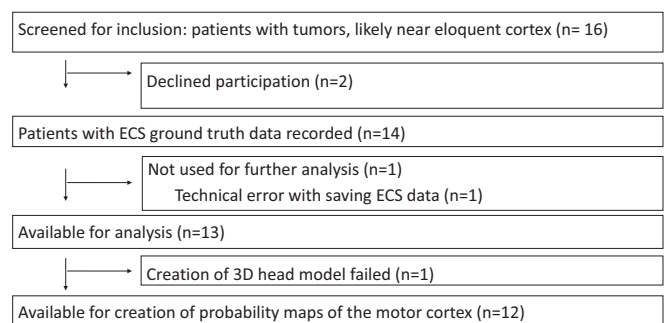 Screened for inclusion: patients with tumors, likely near eloquent cortex (n= 16)
Declined participation (n=2)
Patients with ECS ground truth data recorded (n=14)
Not used for further analysis (n=1)
Technical error with saving ECS data (n=1)
Available for analysis (n=13)
Creation of 3D head model failed (n=1)
Available for creation of probability maps of the motor cortex (n=12)